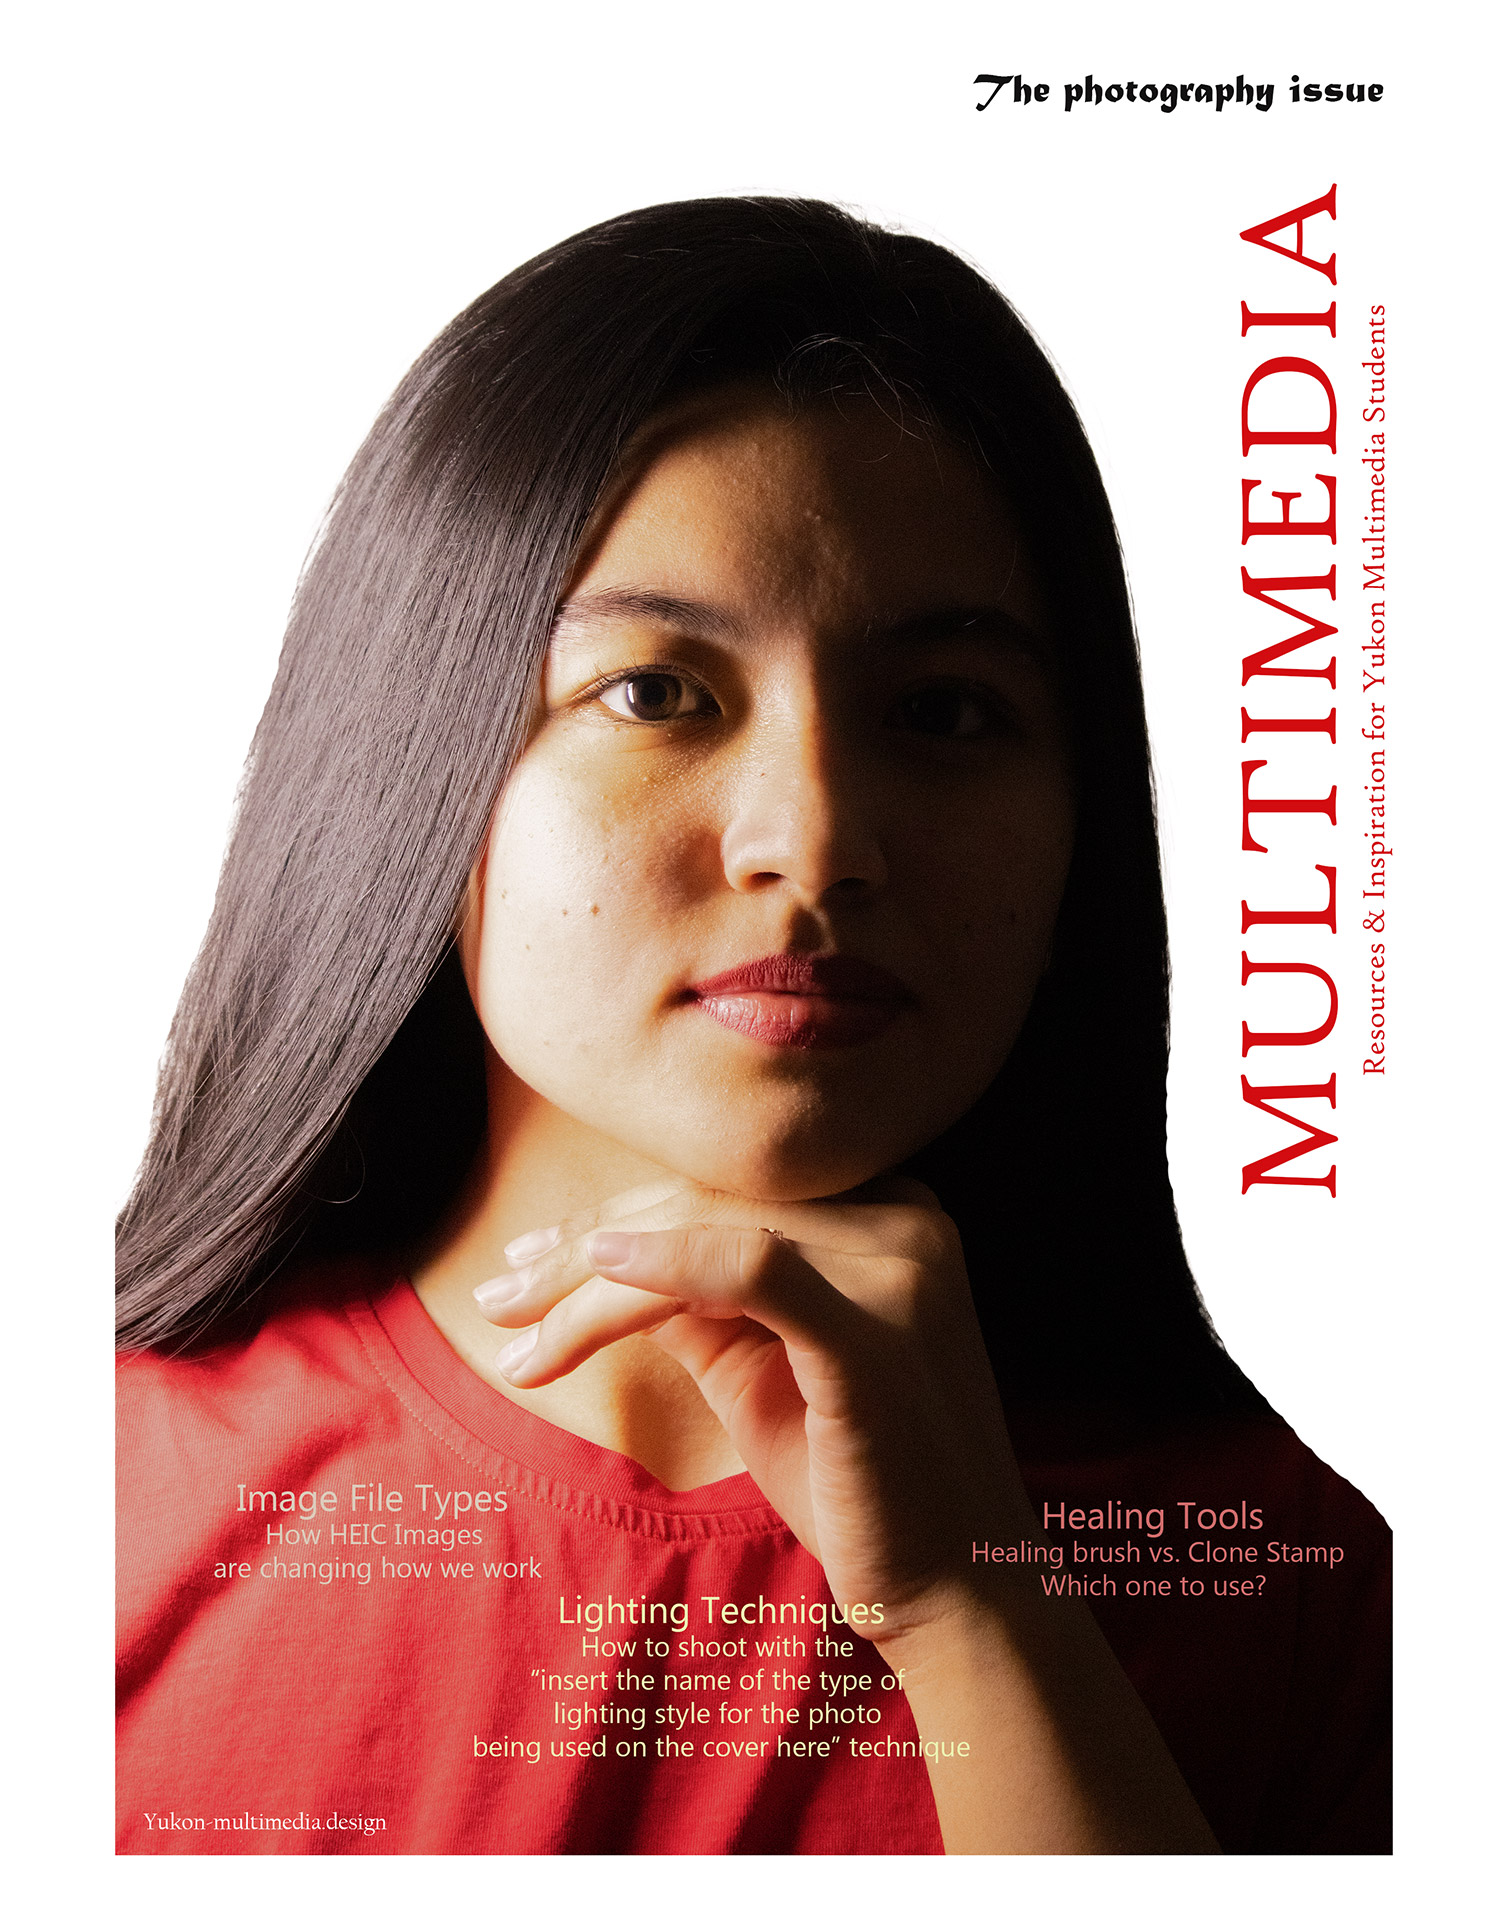 The photography issue
MULTIMEDIA
Resources & Inspiration for Yukon Multimedia Students
Image File Types
How HEIC Images
are changing how we work
Healing Tools
Healing brush vs. Clone Stamp
Which one to use?
Lighting Techniques
How to shoot with the
“insert the name of the type of
lighting style for the photo
being used on the cover here” technique
Yukon-multimedia.design